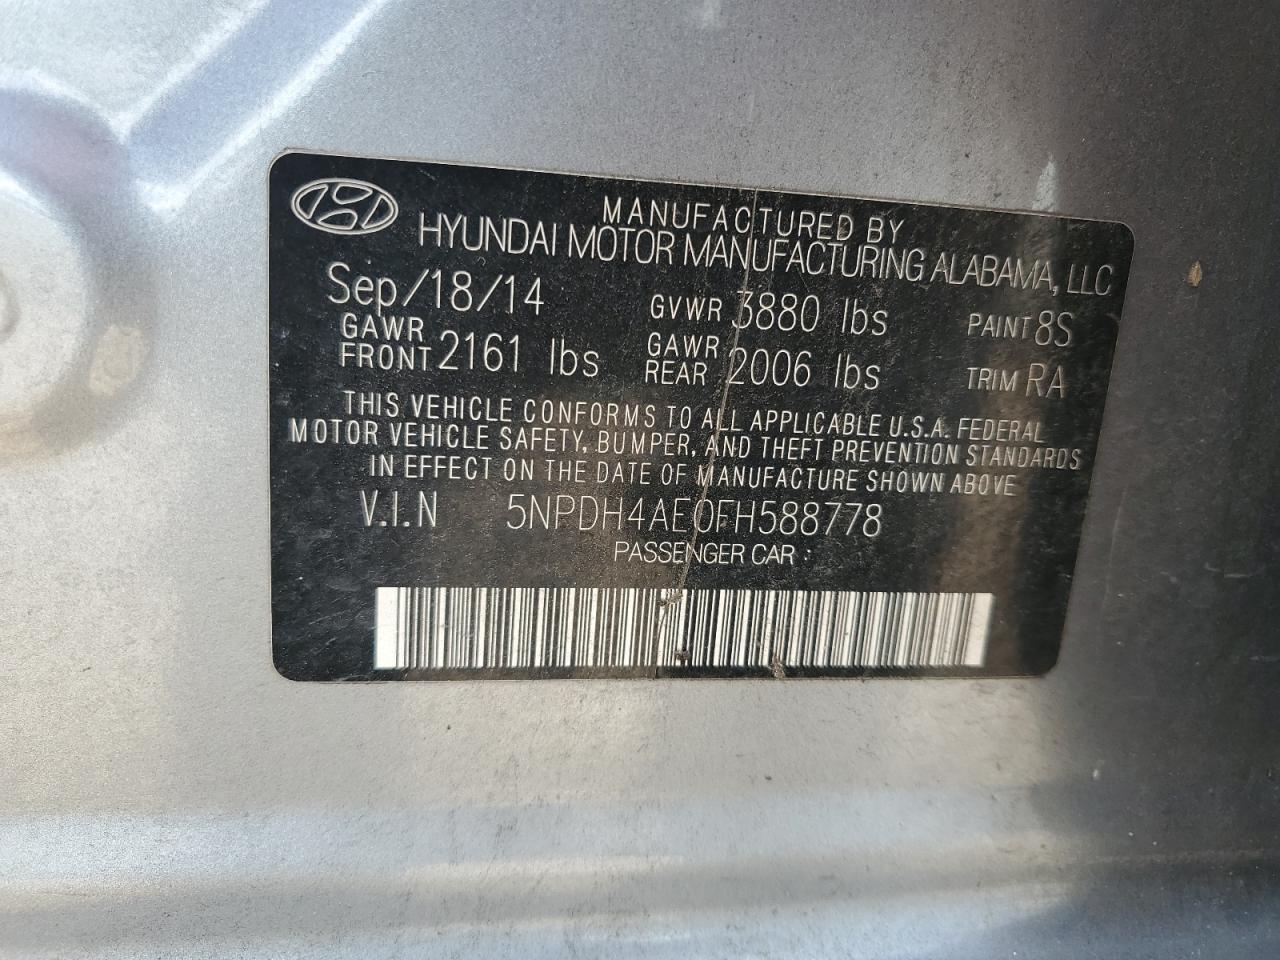 MANUFACTURED BY
HYUNDAI MOTOR MANUFACTURING ALABAMA, LLC
Sep/18/14 GVWR 3880 lbs PAINT 8S
GAWR FRONT 2161 lbs GAWR REAR 2006 lbs TRIM RA
THIS VEHICLE CONFORMS TO ALL APPLICABLE U.S.A. FEDERAL
MOTOR VEHICLE SAFETY, BUMPER, AND THEFT PREVENTION STANDARDS
IN EFFECT ON THE DATE OF MANUFACTURE SHOWN ABOVE
V.I.N 5NPDH4AE0FH588778
PASSENGER CAR :